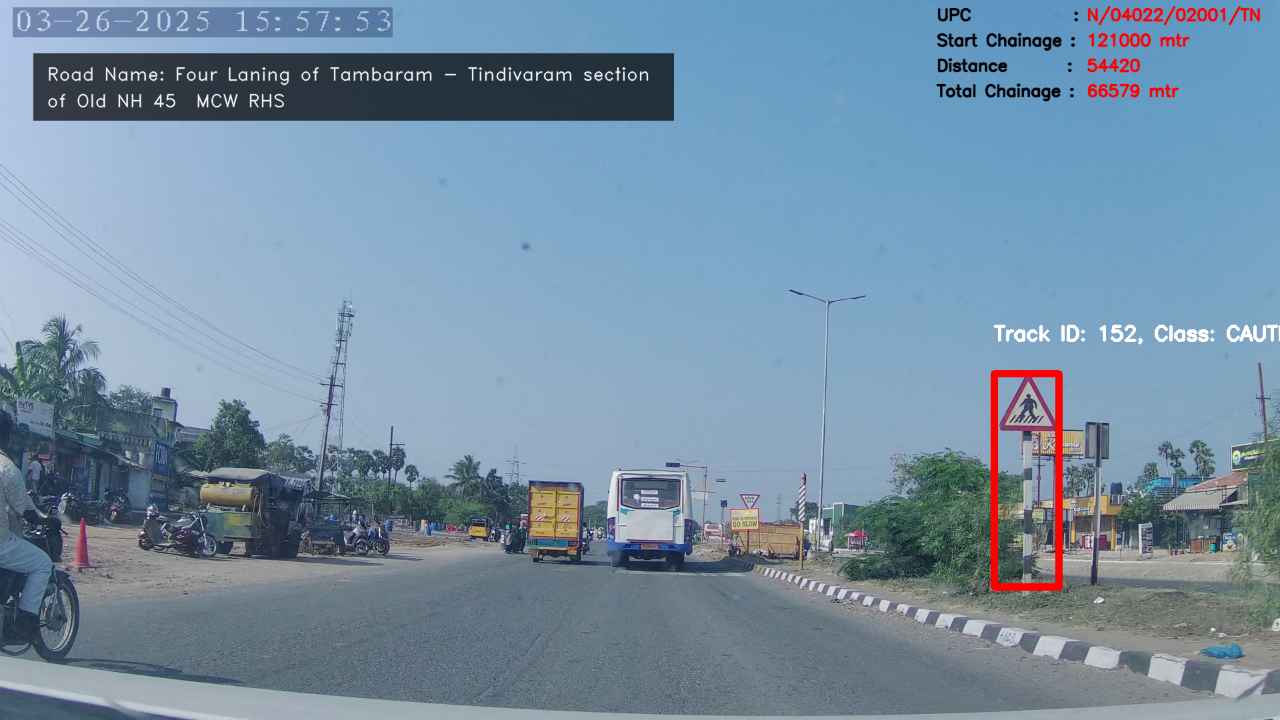 03-26-2025 15:57:53
UPC : N/04022/02001/TN
Start Chainage : 121000 mtr
Distance : 54420
Total Chainage : 66579 mtr
Road Name: Four Laning of Tambaram - Tindivaram section
of Old NH 45 MCW RHS
Track ID: 152, Class: CAUTI
GO SLOW